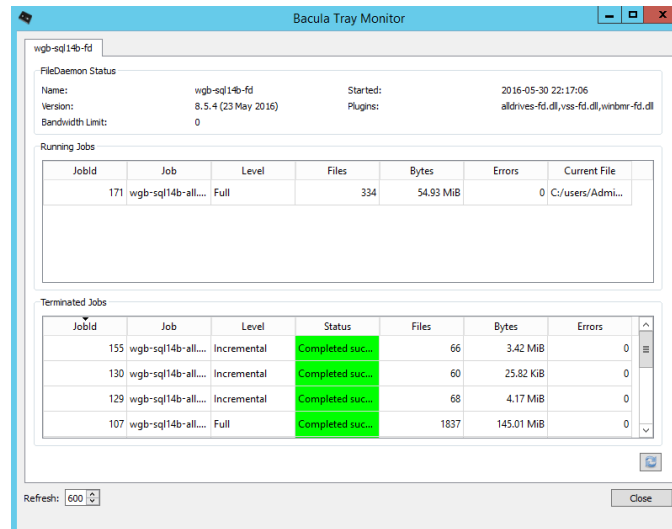 Bacula Tray Monitor
wgb-sql14b-fd
FileDaemon Status
Name: wgb-sql14b-fd Started: 2016-05-30 22:17:06
Version: 8.5.4 (23 May 2016) Plugins: alldrives-fd.dll,vss-fd.dll,winbmr-fd.dll
Bandwidth Limit: 0
Running Jobs
JobId Job Level Files Bytes Errors Current File
171 wgb-sql14b-all.... Full 334 54.93 MiB 0 C:/users/Admi...
Terminated Jobs
JobId Job Level Status Files Bytes Errors
155 wgb-sql14b-all.... Incremental Completed suc... 66 3.42 MiB 0
130 wgb-sql14b-all.... Incremental Completed suc... 60 25.82 KiB 0
129 wgb-sql14b-all.... Incremental Completed suc... 68 4.17 MiB 0
107 wgb-sql14b-all.... Full Completed suc... 1837 145.01 MiB 0
Refresh: 600 Close